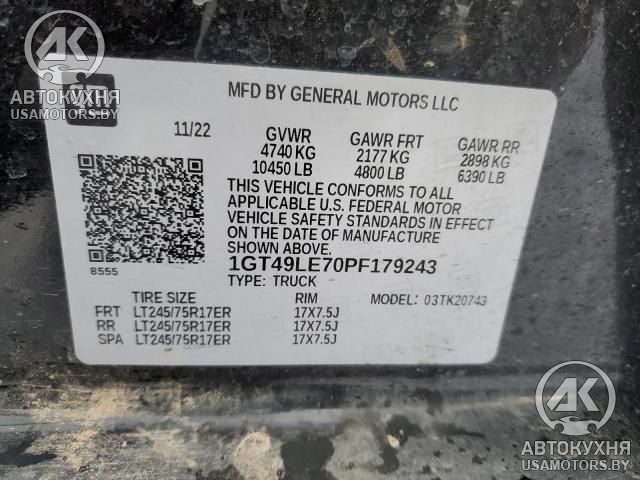 AK
АВТОКУХНЯ
USAMOTORS.BY
gm
MFD BY GENERAL MOTORS LLC
11/22 GVWR GAWR FRT GAWR RR
4740 KG 2177 KG 2898 KG
10450 LB 4800 LB 6390 LB
THIS VEHICLE CONFORMS TO ALL
APPLICABLE U.S. FEDERAL MOTOR
VEHICLE SAFETY STANDARDS IN EFFECT
ON THE DATE OF MANUFACTURE
SHOWN ABOVE.
8555
1GT49LE70PF179243
TYPE: TRUCK MODEL: 03TK20743
TIRE SIZE RIM
FRT LT245/75R17ER 17X7.5J
RR LT245/75R17ER 17X7.5J
SPA LT245/75R17ER 17X7.5J
AK
АВТОКУХНЯ
USAMOTORS.BY